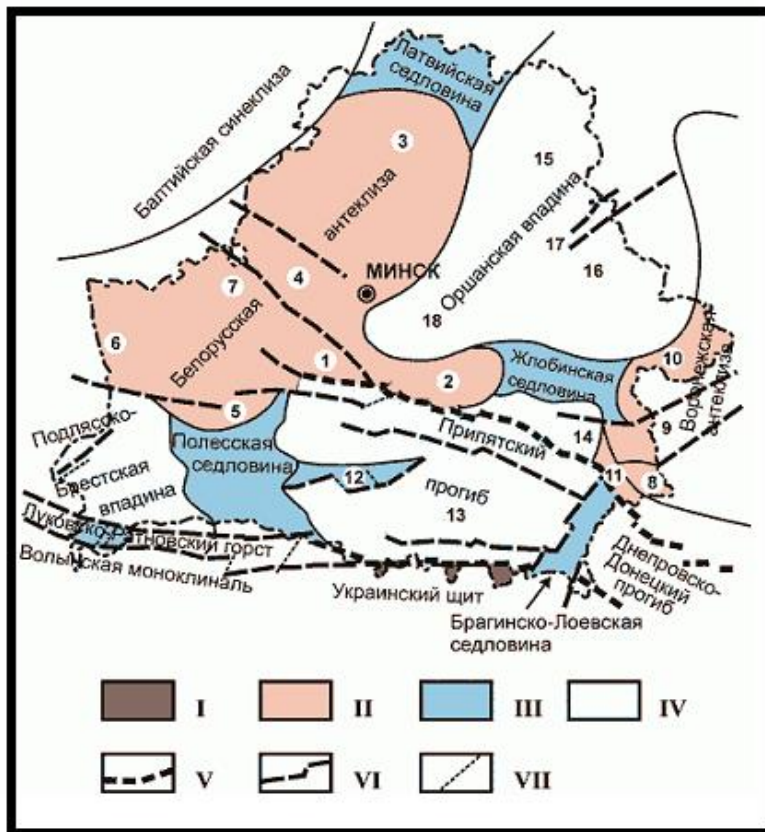 Латвийская
седловина
Балтийская синеклиза
3
15
антеклиза
Оршанская впадина
17
16
7
4
МИНСК
18
6
Белорусская
1
2
Жлобинская
седловина
10
Воронежская
антеклиза
9
5
Подлясско-
Брестская
впадина
Полесская
седловина
Припятский
прогиб
14
12
13
11
8
Луковско-Ратновский горст
Волынская моноклиналь
Украинский щит
Днепровско-
Донецкий
прогиб
Брагинско-Лоевская
седловина
I
II
III
IV
V
VI
VII